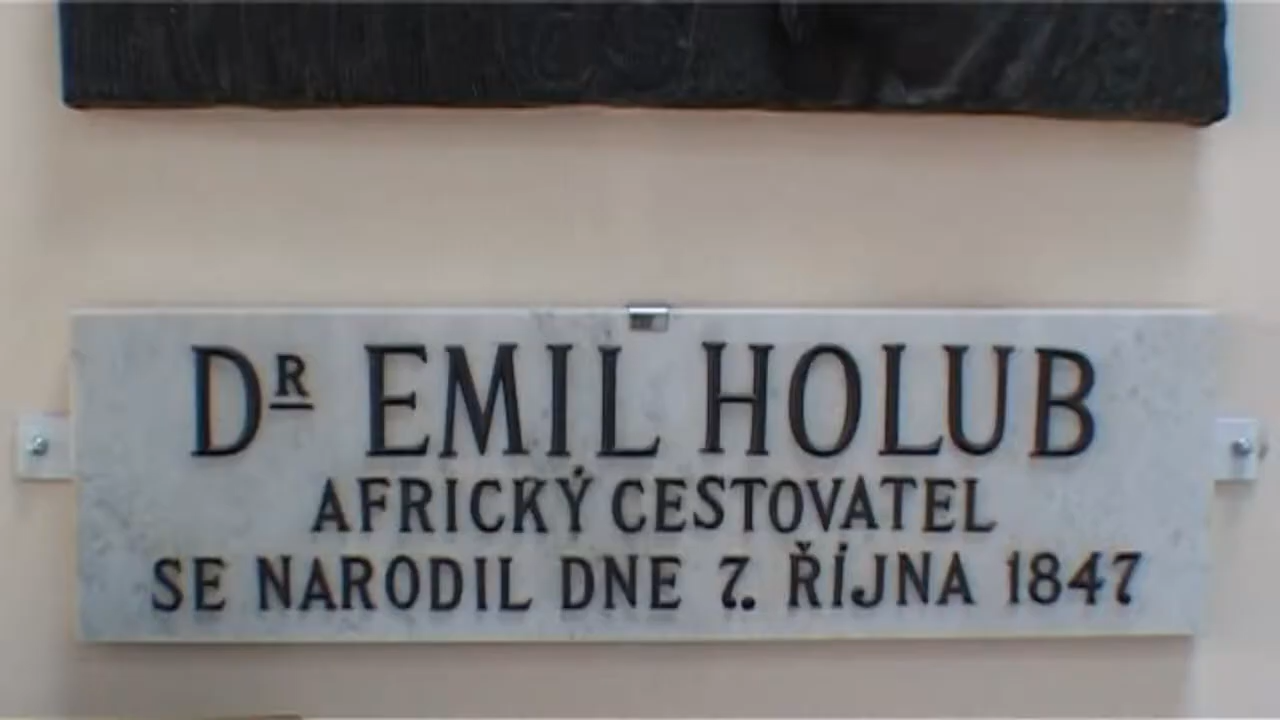 DR EMIL HOLUB
AFRICKÝ CESTOVATEL
SE NARODIL DNE 7. ŘÍJNA 1847